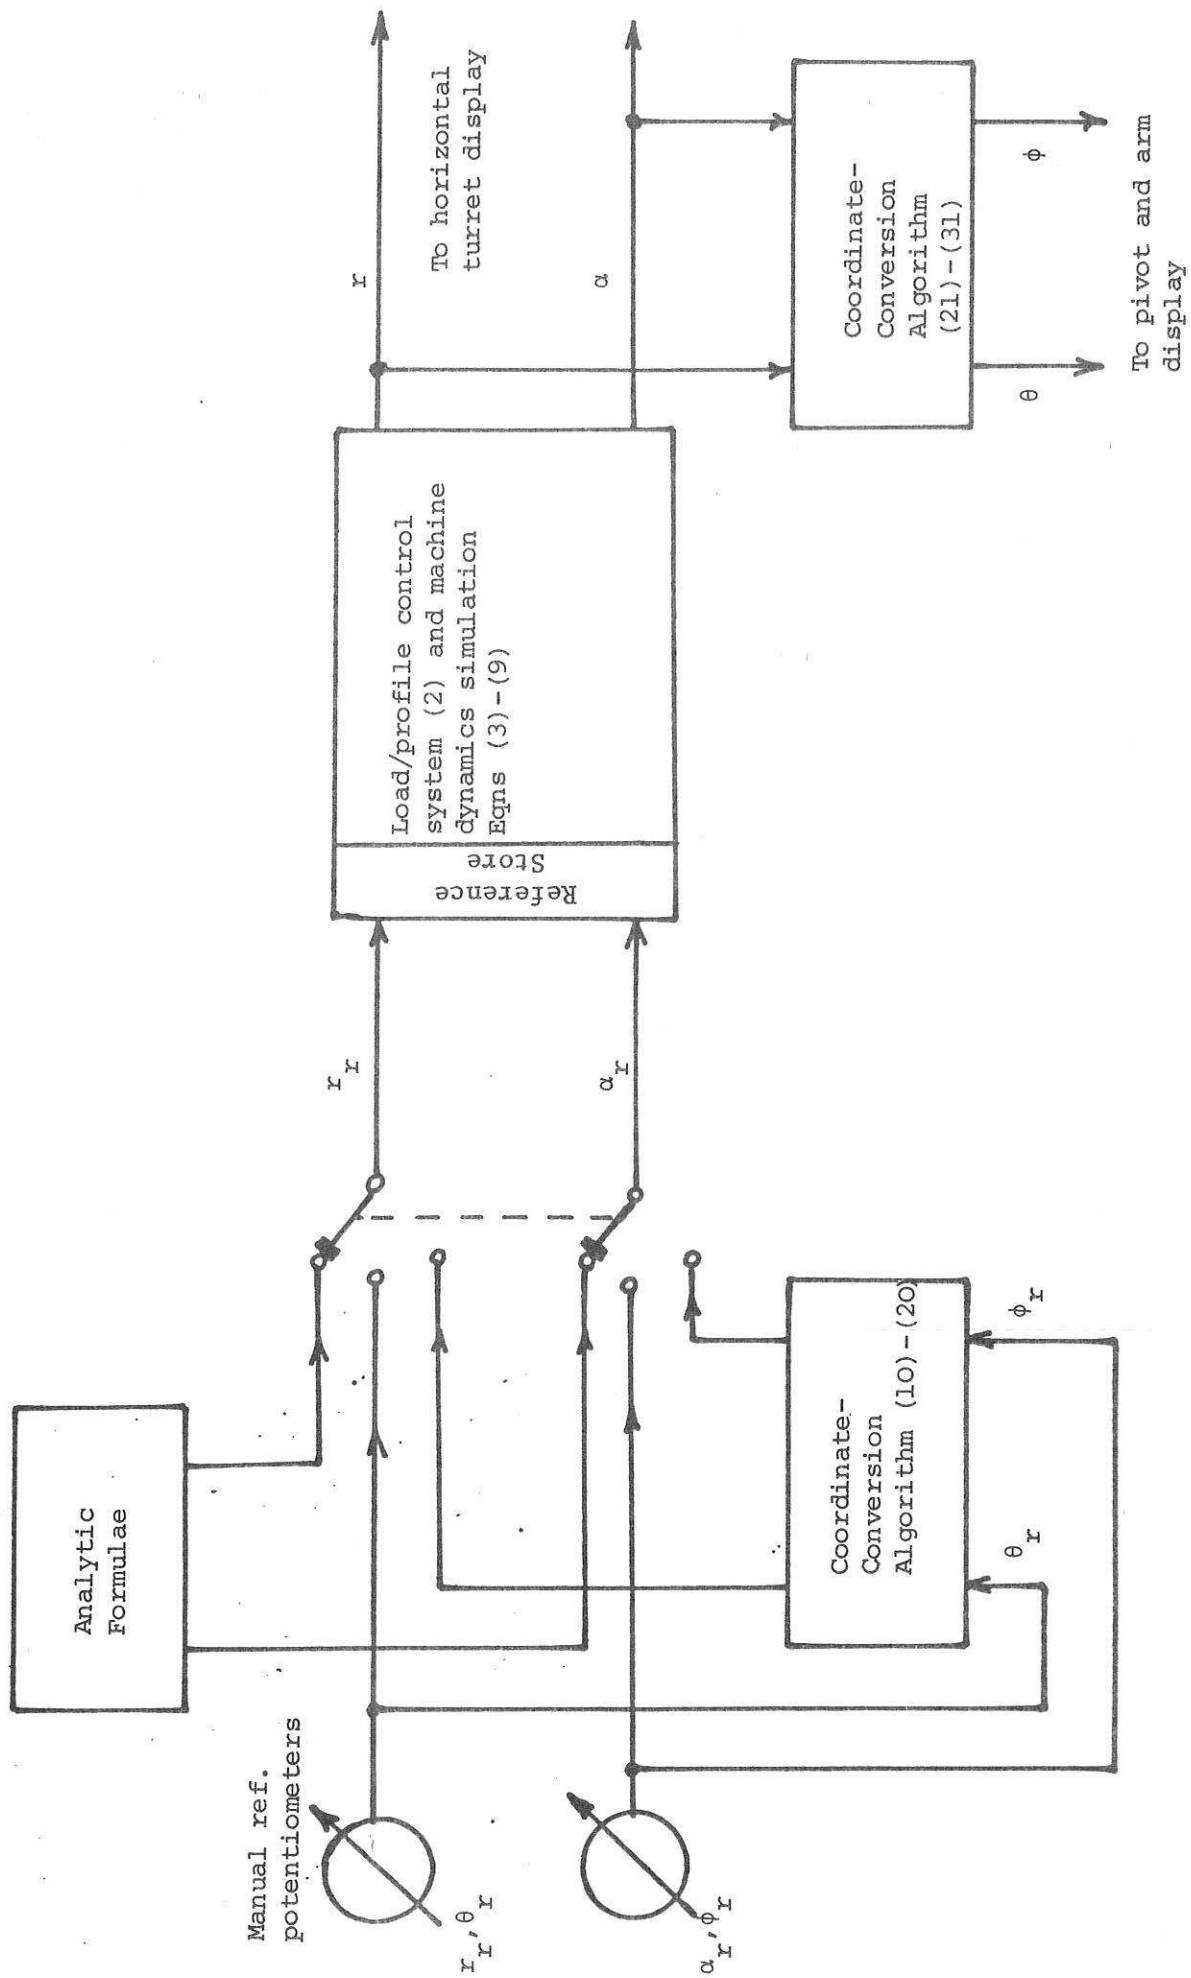 Analytic
Formulae
Manual ref.
potentiometers
r_r, θ_r
α_r, φ_r
Coordinate-
Conversion
Algorithm (10)-(20)
θ_r
φ_r
r_r
α_r
Reference
Store
Load/profile control
system (2) and machine
dynamics simulation
Eqns (3)-(9)
r
To horizontal
turret display
α
Coordinate-
Conversion
Algorithm
(21)-(31)
θ
φ
To pivot and arm
display